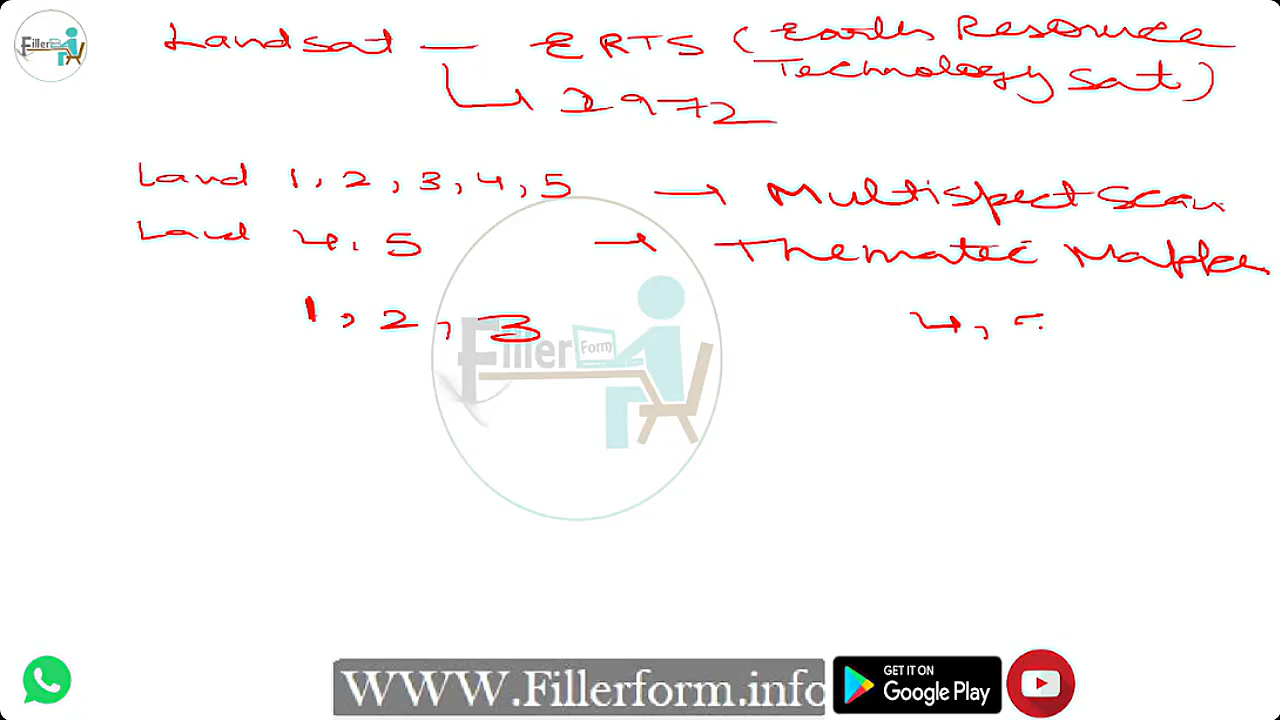 Landsat — ERTS (Earth Resource
Technology Sat)
↳ 1972
Land 1, 2, 3, 4, 5 → Multispect Scan
Land 4, 5 → Thematic Mapper
1, 2, 3 4, 5
Filler Form
WWW.Fillerform.info
GET IT ON
Google Play